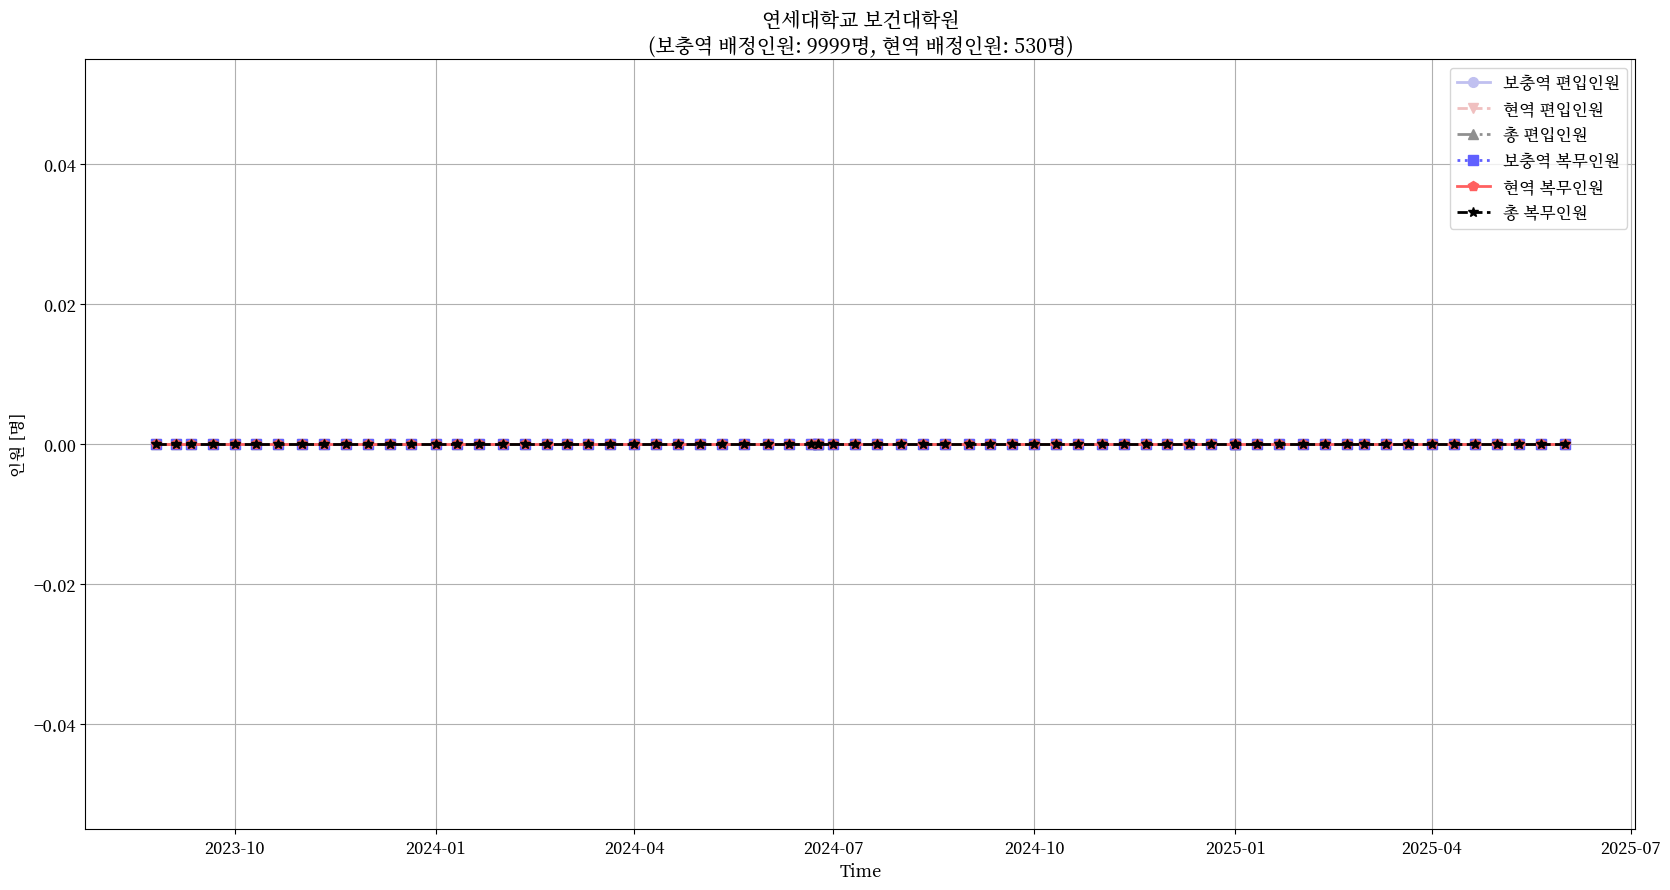 연세대학교 보건대학원
(보충역 배정인원: 9999명, 현역 배정인원: 530명)
보충역 편입인원
현역 편입인원
총 편입인원
보충역 복무인원
현역 복무인원
총 복무인원
인원 [명]
0.04
0.02
0.00
−0.02
−0.04
2023-10
2024-01
2024-04
2024-07
2024-10
2025-01
2025-04
2025-07
Time